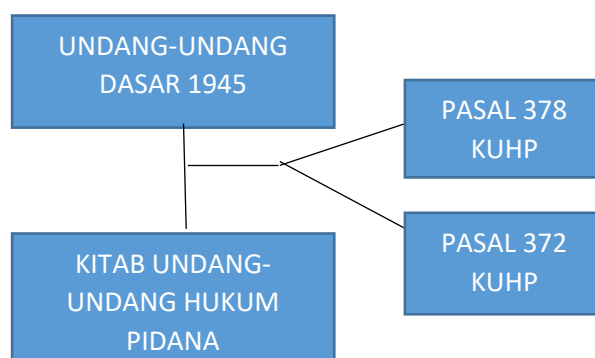 UNDANG-UNDANG
DASAR 1945
PASAL 378
KUHP
PASAL 372
KUHP
KITAB UNDANG-
UNDANG HUKUM
PIDANA